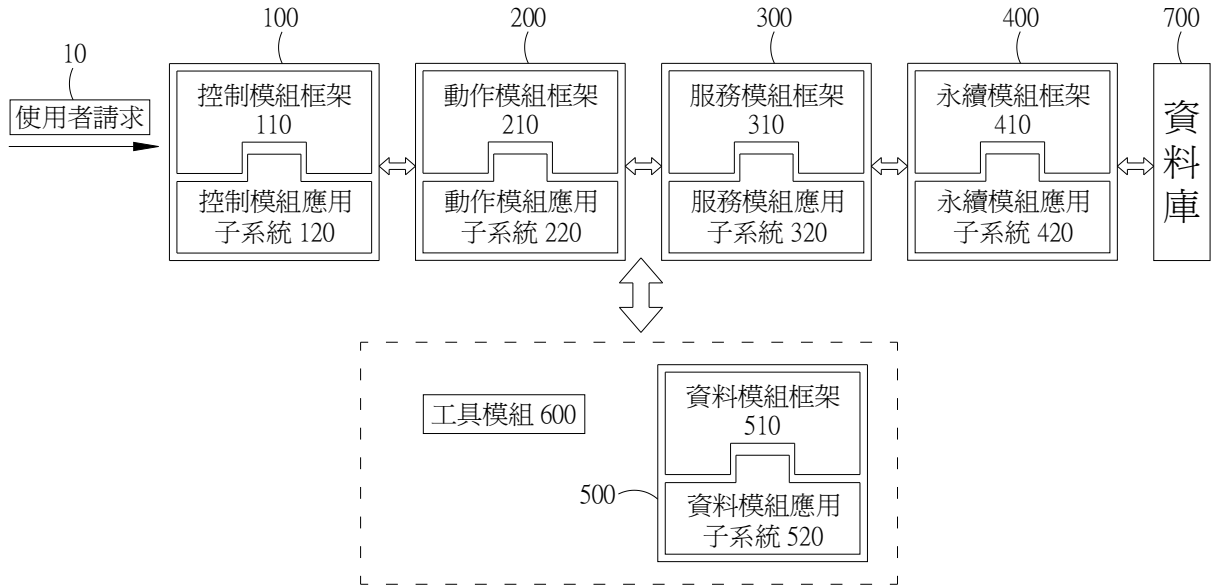 100
200
300
400
700
10
使用者請求
控制模組框架
110
控制模組應用
子系統 120
動作模組框架
210
動作模組應用
子系統 220
服務模組框架
310
服務模組應用
子系統 320
永續模組框架
410
永續模組應用
子系統 420
資料庫
工具模組 600
資料模組框架
510
500
資料模組應用
子系統 520